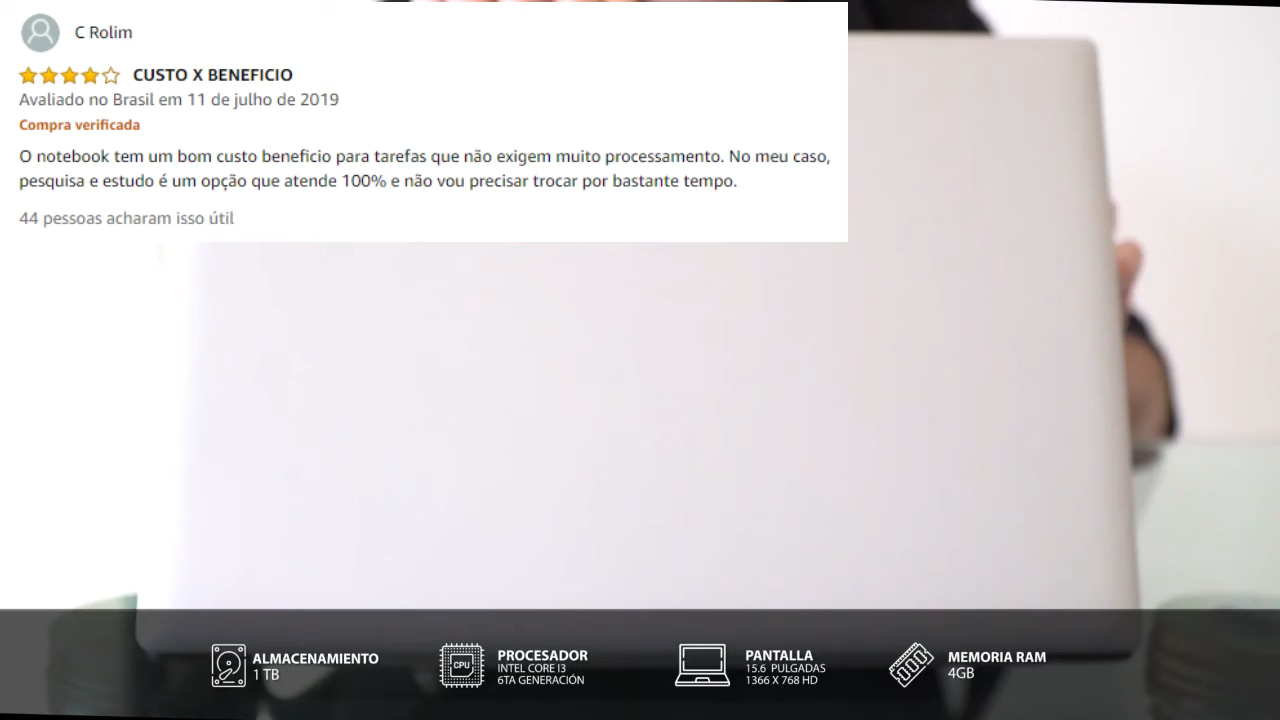 C Rolim
CUSTO X BENEFICIO
Avaliado no Brasil em 11 de julho de 2019
Compra verificada
O notebook tem um bom custo beneficio para tarefas que não exigem muito processamento. No meu caso,
pesquisa e estudo é um opção que atende 100% e não vou precisar trocar por bastante tempo.
44 pessoas acharam isso útil
ALMACENAMIENTO
1 TB
CPU
PROCESADOR
INTEL CORE I3
6TA GENERACIÓN
PANTALLA
15.6 PULGADAS
1366 X 768 HD
MEMORIA RAM
4GB